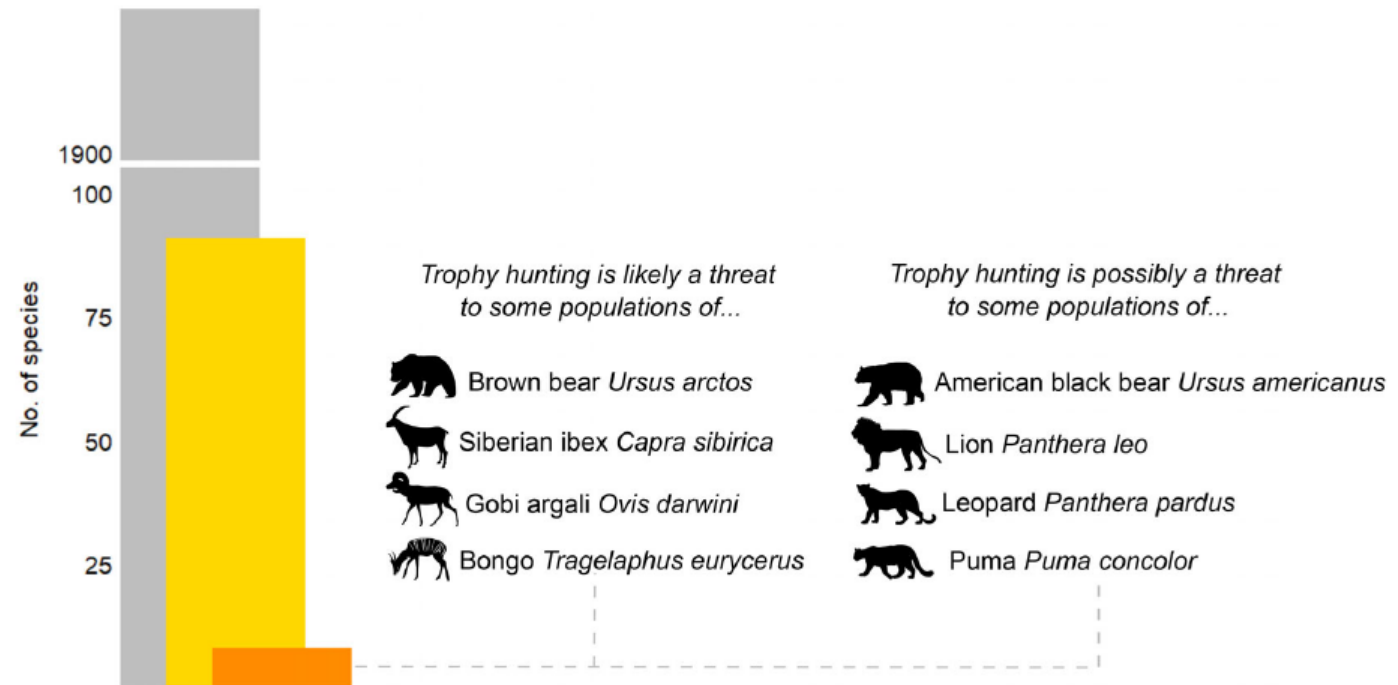 1900
100
75
50
25
No. of species
Trophy hunting is likely a threat
to some populations of...
Brown bear Ursus arctos
Siberian ibex Capra sibirica
Gobi argali Ovis darwini
Bongo Tragelaphus eurycerus
Trophy hunting is possibly a threat
to some populations of...
American black bear Ursus americanus
Lion Panthera leo
Leopard Panthera pardus
Puma Puma concolor